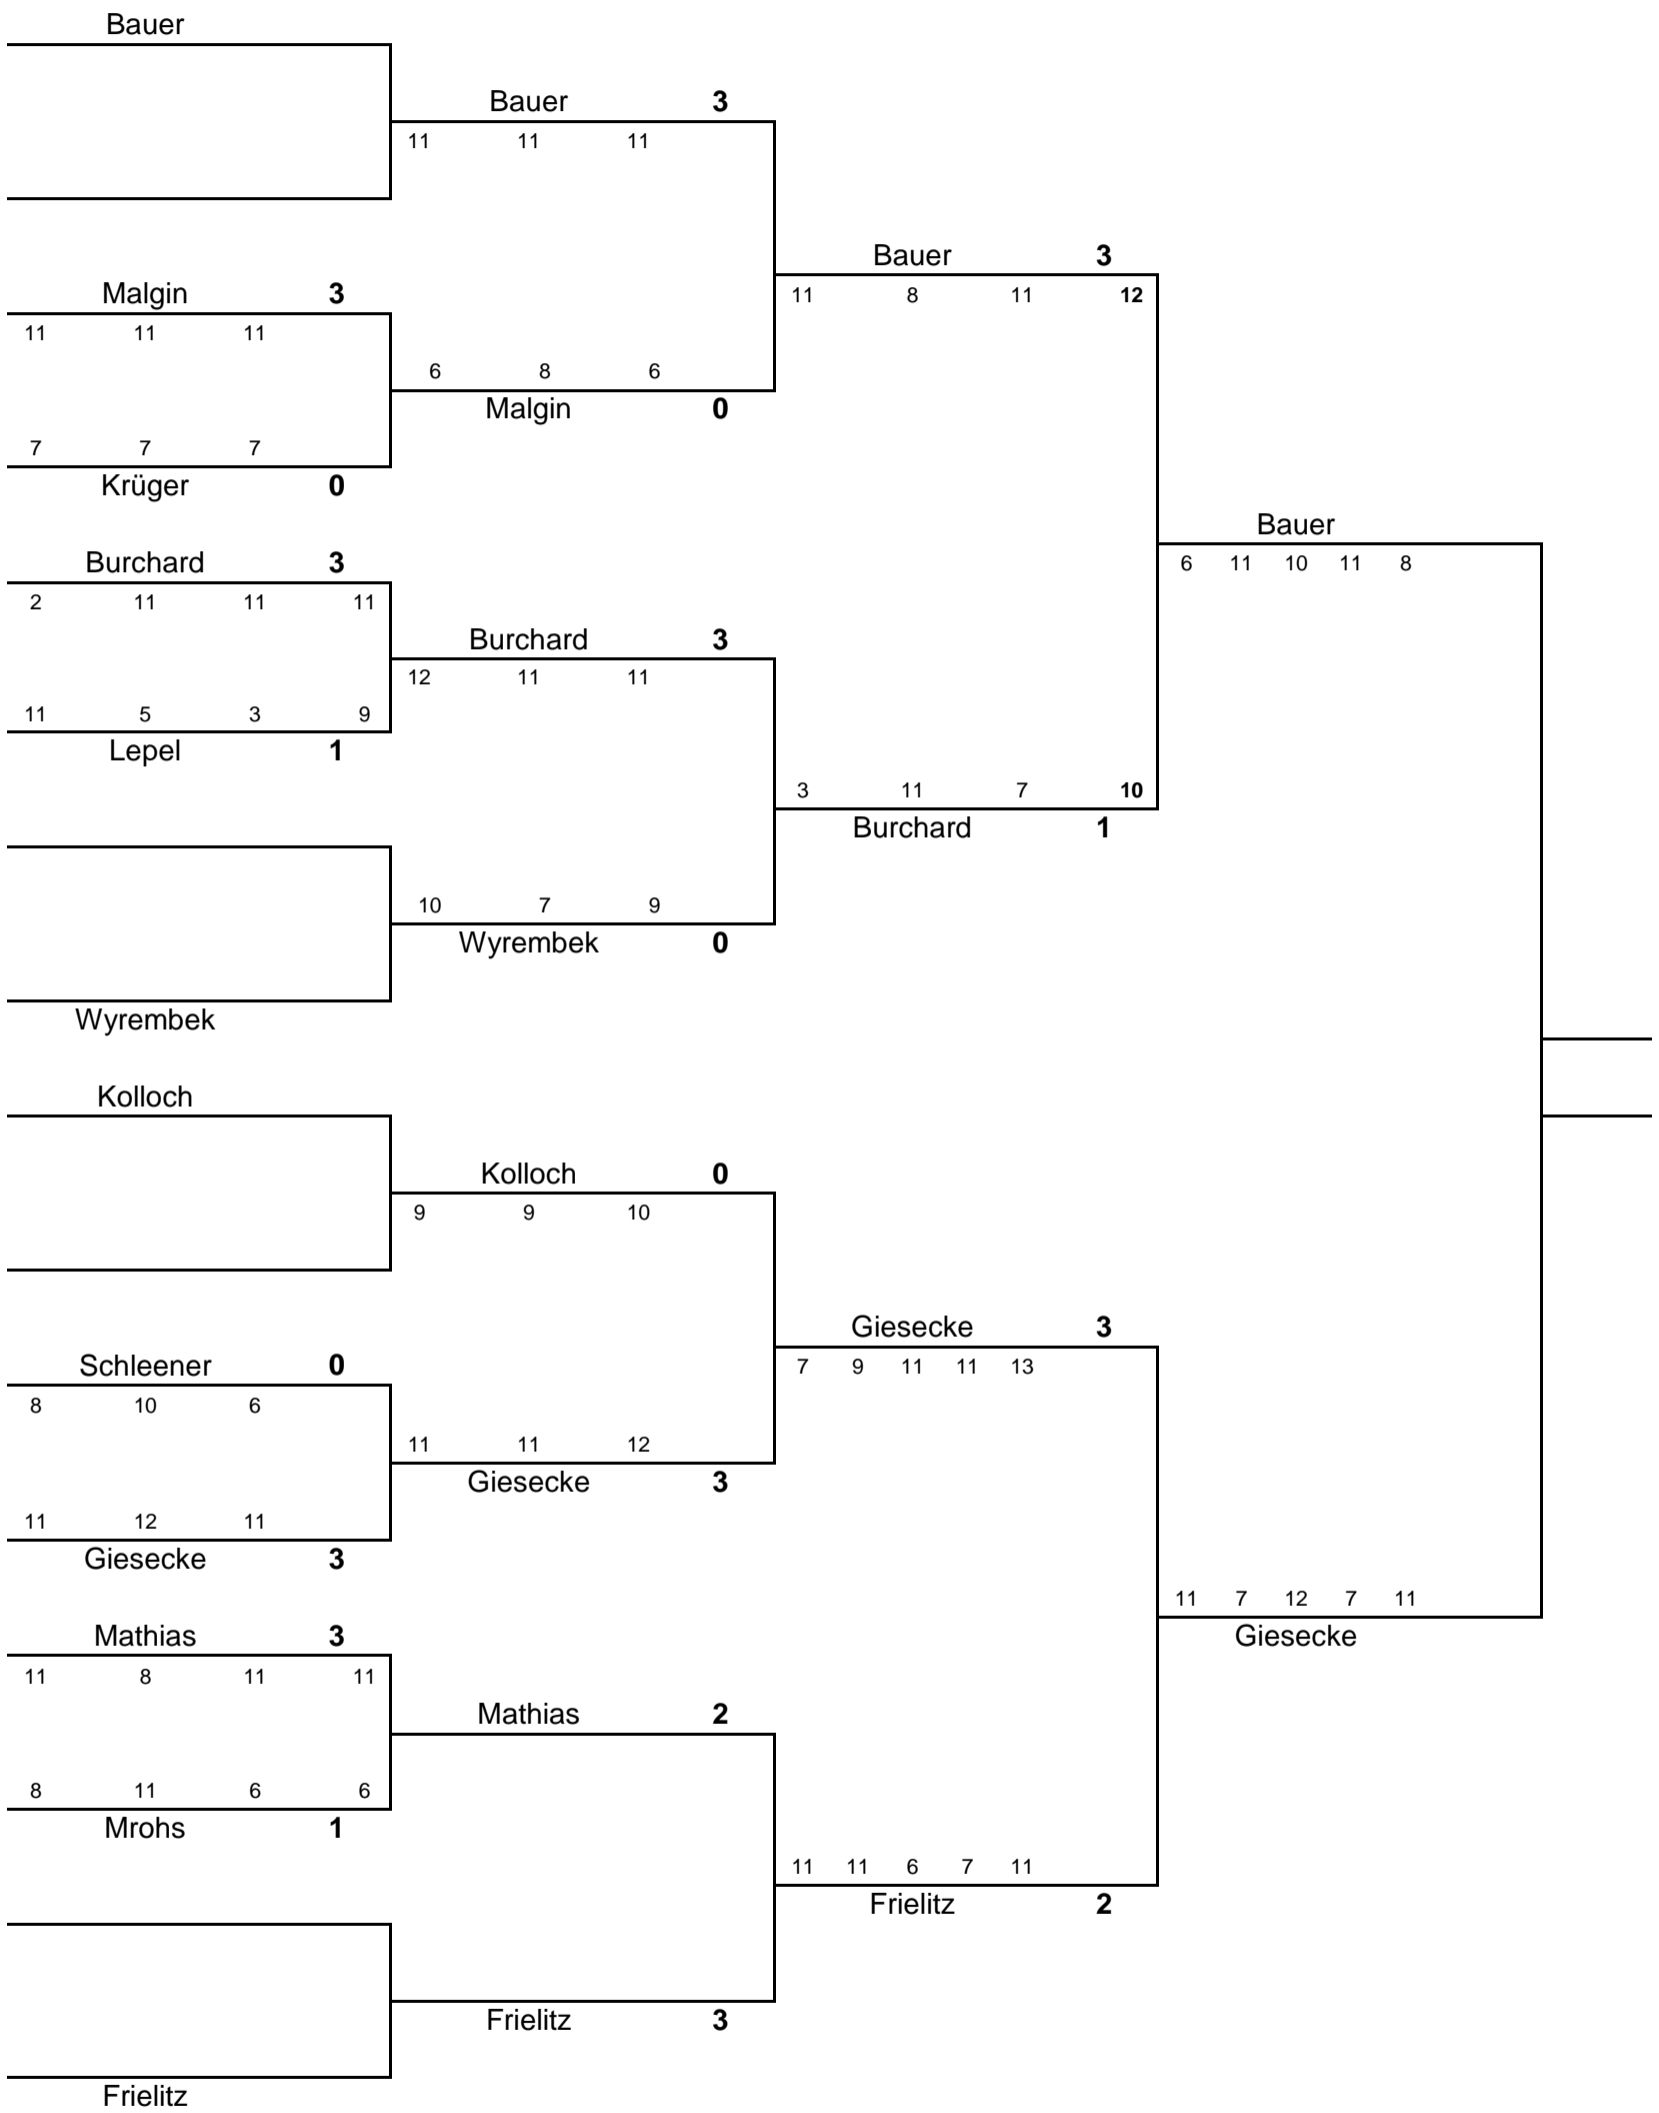 Bauer
Bauer 3
11 11 11
Bauer 3
Malgin 3
11 8 11 12
11 11 11
6 8 6
Malgin 0
7 7 7
Krüger 0
Bauer
Burchard 3
6 11 10 11 8
2 11 11 11
Burchard 3
12 11 11
11 5 3 9
Lepel 1
3 11 7 10
Burchard 1
10 7 9
Wyrembek 0
Wyrembek
Kolloch
Kolloch 0
9 9 10
Giesecke 3
Schleener 0
7 9 11 11 13
8 10 6
11 11 12
Giesecke 3
11 12 11
Giesecke 3
11 7 12 7 11
Mathias 3
Giesecke
11 8 11 11
Mathias 2
8 11 6 6
Mrohs 1
11 11 6 7 11
Frielitz 2
Frielitz 3
Frielitz